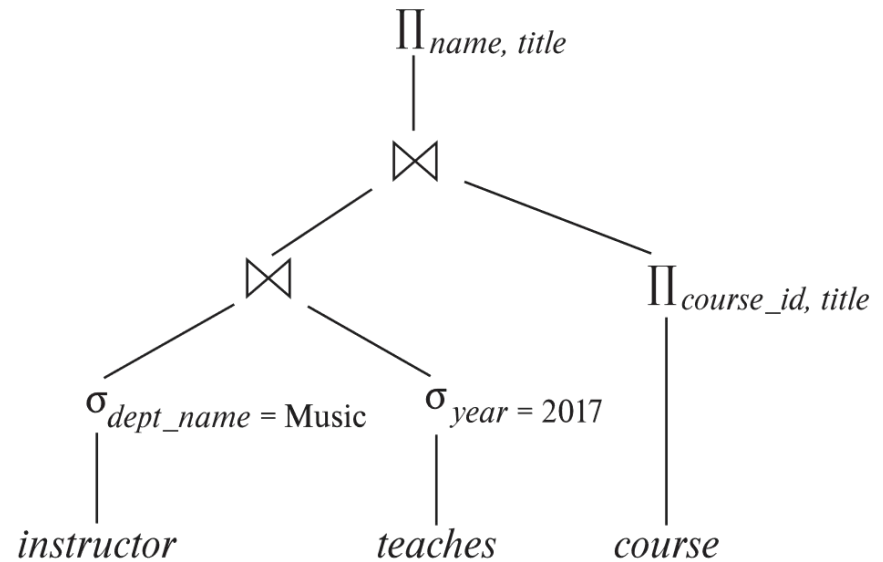 ∏ name, title
⋈
⋈
∏ course_id, title
σ dept_name = Music
σ year = 2017
instructor
teaches
course